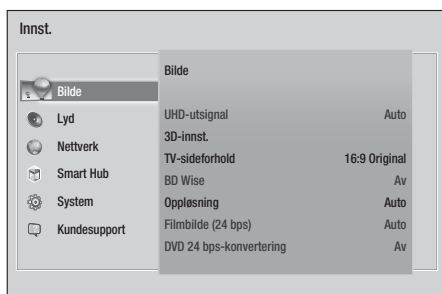 Innst.
Bilde
Lyd
Nettverk
Smart Hub
System
Kundesupport
Bilde
UHD-utsignal Auto
3D-innst.
TV-sideforhold 16:9 Original
BD Wise Av
Oppløsning Auto
Filmbilde (24 bps) Auto
DVD 24 bps-konvertering Av